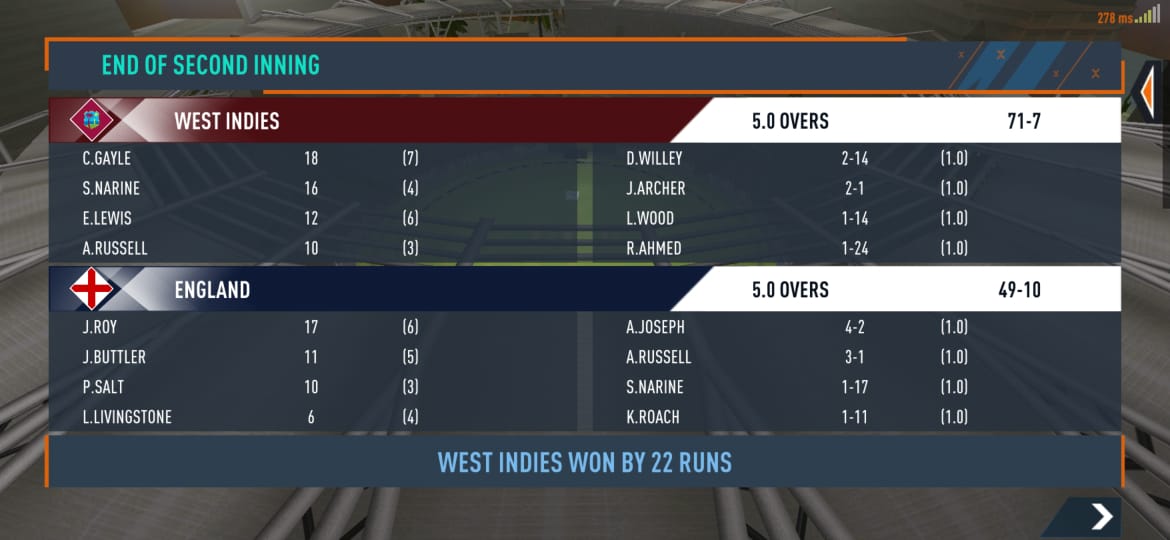 278 ms
END OF SECOND INNING
WEST INDIES 5.0 OVERS 71-7
C.GAYLE 18 (7) D.WILLEY 2-14 (1.0)
S.NARINE 16 (4) J.ARCHER 2-1 (1.0)
E.LEWIS 12 (6) L.WOOD 1-14 (1.0)
A.RUSSELL 10 (3) R.AHMED 1-24 (1.0)
ENGLAND 5.0 OVERS 49-10
J.ROY 17 (6) A.JOSEPH 4-2 (1.0)
J.BUTTLER 11 (5) A.RUSSELL 3-1 (1.0)
P.SALT 10 (3) S.NARINE 1-17 (1.0)
L.LIVINGSTONE 6 (4) K.ROACH 1-11 (1.0)
WEST INDIES WON BY 22 RUNS